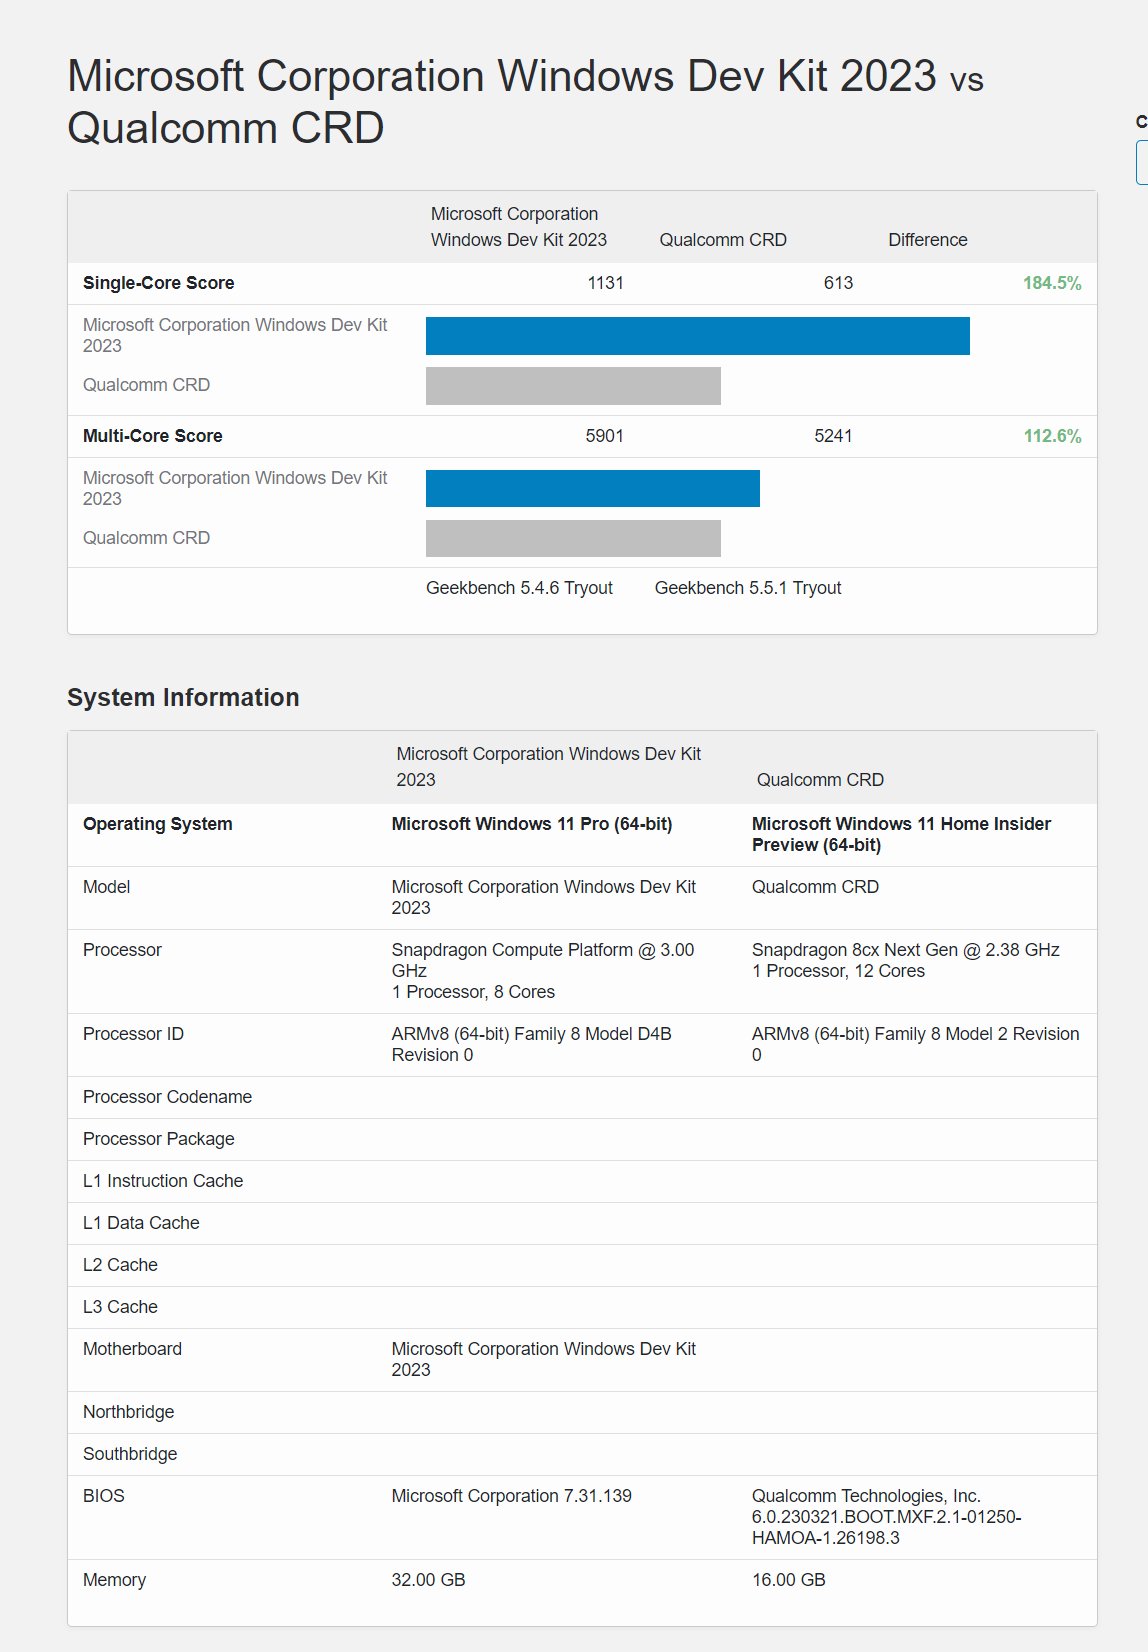 Microsoft Corporation Windows Dev Kit 2023 vs
Qualcomm CRD
C
Microsoft Corporation
Windows Dev Kit 2023 Qualcomm CRD Difference
Single-Core Score 1131 613 184.5%
Microsoft Corporation Windows Dev Kit
2023
Qualcomm CRD
Multi-Core Score 5901 5241 112.6%
Microsoft Corporation Windows Dev Kit
2023
Qualcomm CRD
Geekbench 5.4.6 Tryout Geekbench 5.5.1 Tryout
System Information
Microsoft Corporation Windows Dev Kit
2023 Qualcomm CRD
Operating System Microsoft Windows 11 Pro (64-bit) Microsoft Windows 11 Home Insider
Preview (64-bit)
Model Microsoft Corporation Windows Dev Kit Qualcomm CRD
2023
Processor Snapdragon Compute Platform @ 3.00 Snapdragon 8cx Next Gen @ 2.38 GHz
GHz 1 Processor, 12 Cores
1 Processor, 8 Cores
Processor ID ARMv8 (64-bit) Family 8 Model D4B ARMv8 (64-bit) Family 8 Model 2 Revision
Revision 0 0
Processor Codename
Processor Package
L1 Instruction Cache
L1 Data Cache
L2 Cache
L3 Cache
Motherboard Microsoft Corporation Windows Dev Kit
2023
Northbridge
Southbridge
BIOS Microsoft Corporation 7.31.139 Qualcomm Technologies, Inc.
6.0.230321.BOOT.MXF.2.1-01250-
HAMOA-1.26198.3
Memory 32.00 GB 16.00 GB